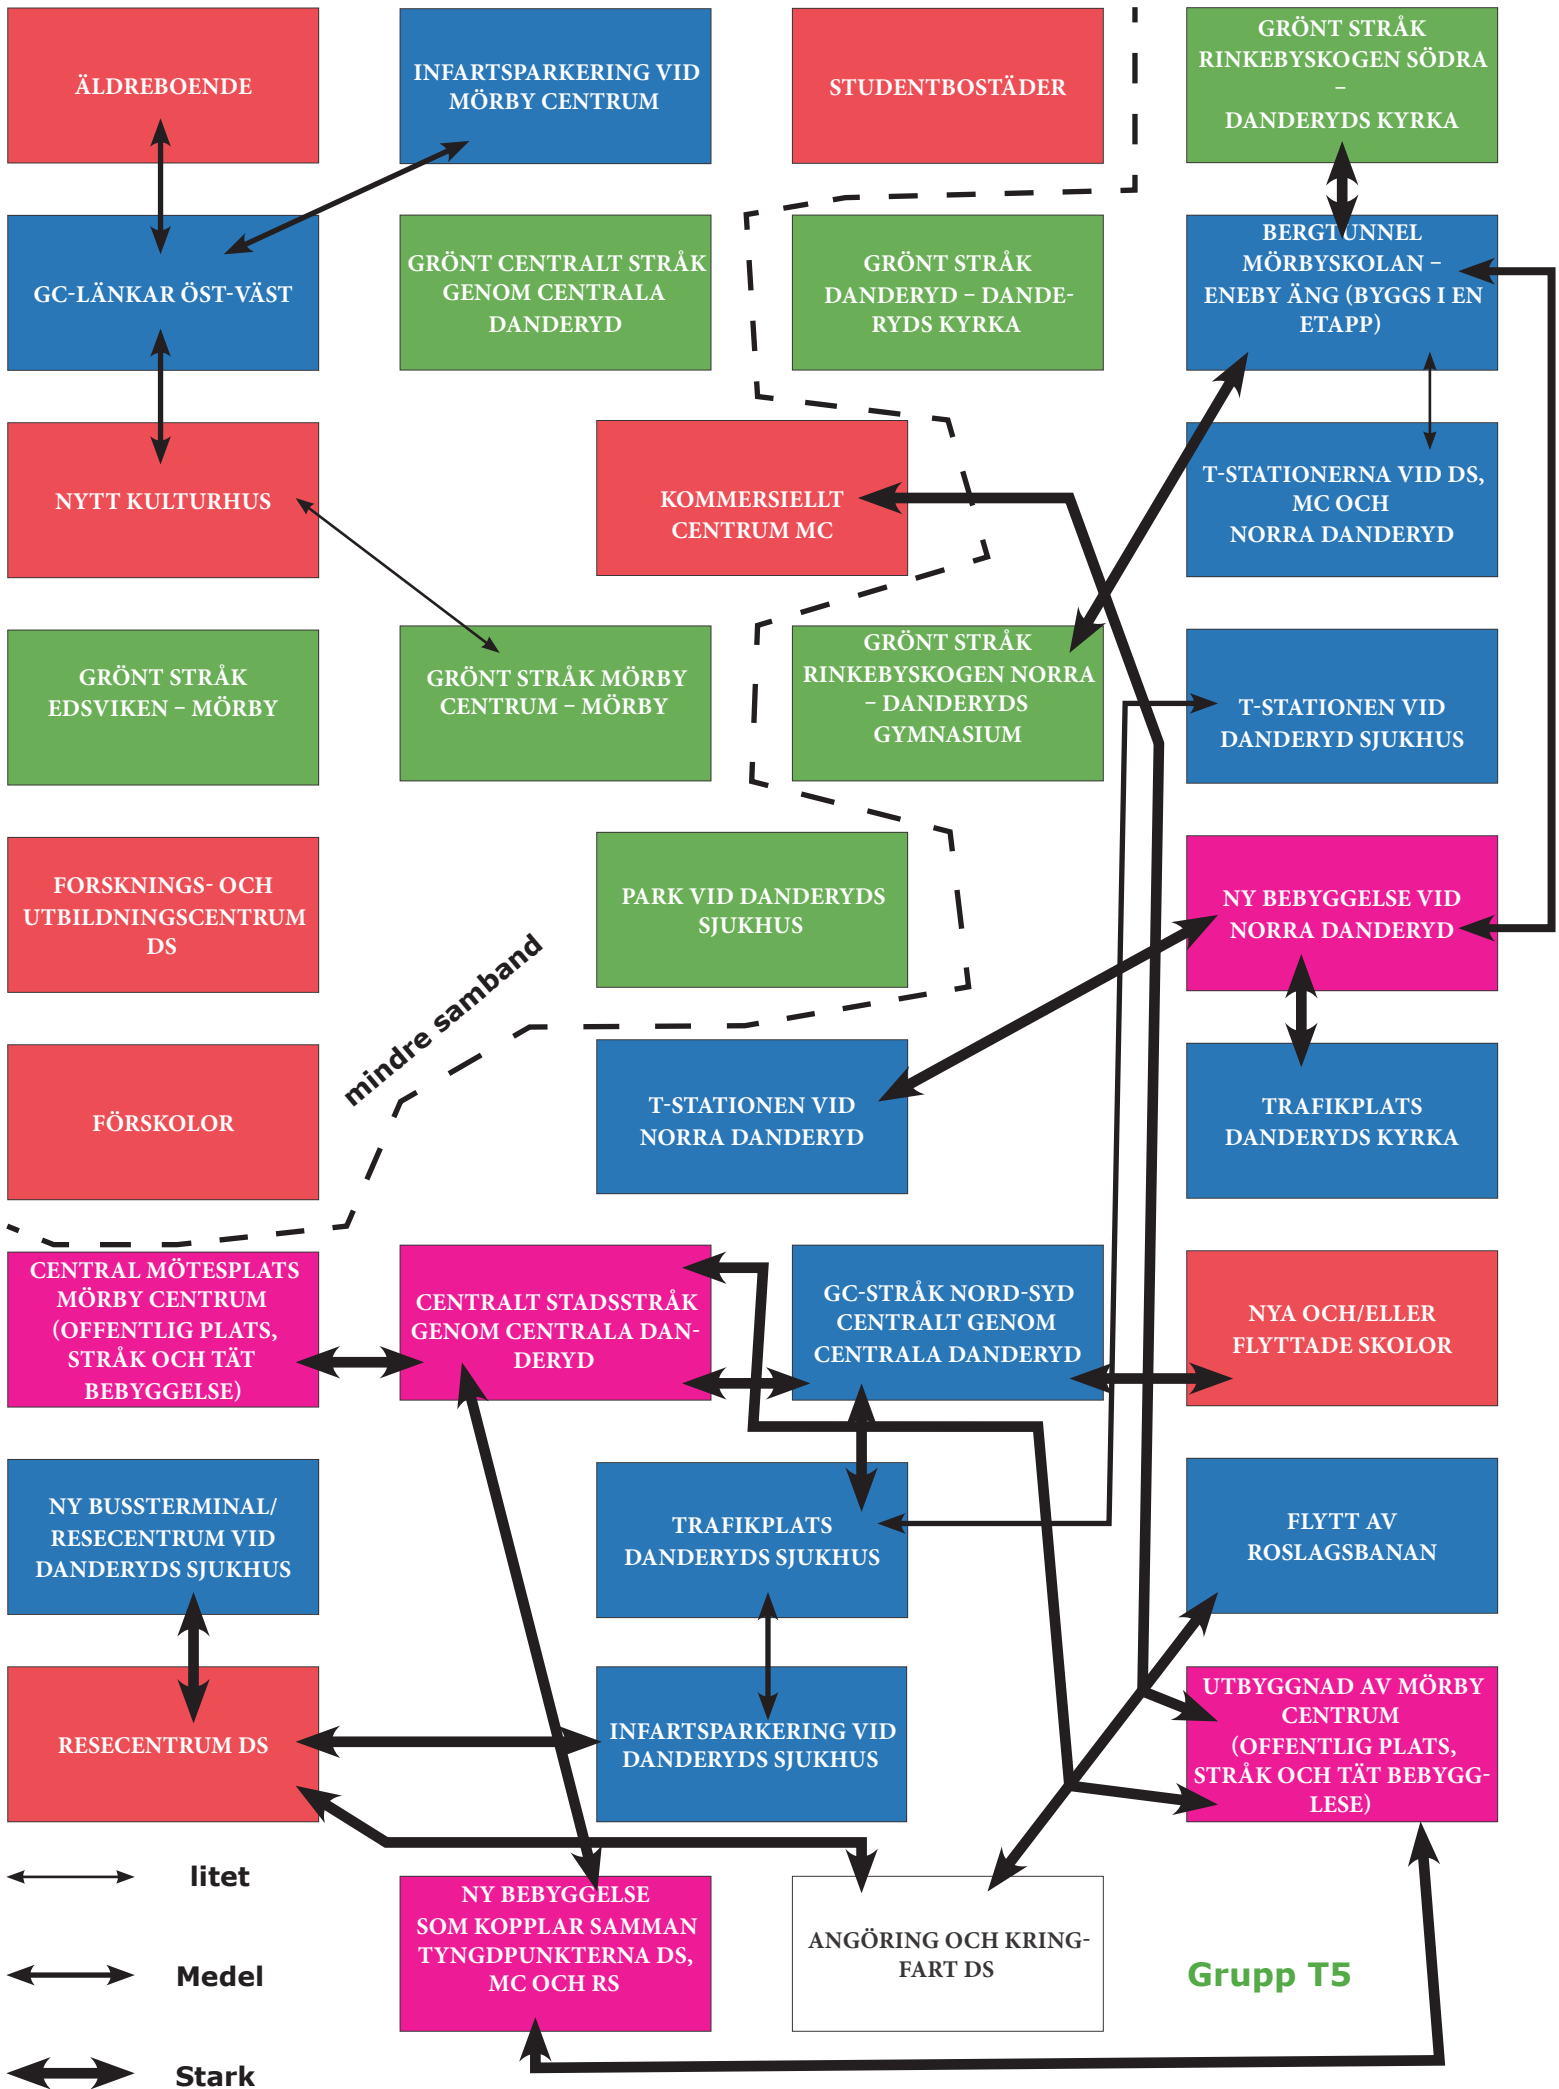 ÄLDREBOENDE
INFARTSPARKERING VID
MÖRBY CENTRUM
STUDENTBOSTÄDER
GRÖNT STRÅK
RINKEBYSKOGEN SÖDRA
–
DANDERYDS KYRKA
GC-LÄNKAR ÖST-VÄST
GRÖNT CENTRALT STRÅK
GENOM CENTRALA
DANDERYD
GRÖNT STRÅK
DANDERYD – DANDE-
RYDS KYRKA
BERGTUNNEL
MÖRBYSKOLAN –
ENEBY ÄNG (BYGGS I EN
ETAPP)
NYTT KULTURHUS
KOMMERSIELLT
CENTRUM MC
T-STATIONERNA VID DS,
MC OCH
NORRA DANDERYD
GRÖNT STRÅK
EDSVIKEN – MÖRBY
GRÖNT STRÅK MÖRBY
CENTRUM – MÖRBY
GRÖNT STRÅK
RINKEBYSKOGEN NORRA
– DANDERYDS
GYMNASIUM
T-STATIONEN VID
DANDERYD SJUKHUS
FORSKNINGS- OCH
UTBILDNINGSCENTRUM
DS
PARK VID DANDERYDS
SJUKHUS
NY BEBYGGELSE VID
NORRA DANDERYD
mindre samband
FÖRSKOLOR
T-STATIONEN VID
NORRA DANDERYD
TRAFIKPLATS
DANDERYDS KYRKA
CENTRAL MÖTESPLATS
MÖRBY CENTRUM
(OFFENTLIG PLATS,
STRÅK OCH TÄT
BEBYGGELSE)
CENTRALT STADSSTRÅK
GENOM CENTRALA DAN-
DERYD
GC-STRÅK NORD-SYD
CENTRALT GENOM
CENTRALA DANDERYD
NYA OCH/ELLER
FLYTTADE SKOLOR
NY BUSSTERMINAL/
RESECENTRUM VID
DANDERYDS SJUKHUS
TRAFIKPLATS
DANDERYDS SJUKHUS
FLYTT AV
ROSLAGSBANAN
RESECENTRUM DS
INFARTSPARKERING VID
DANDERYDS SJUKHUS
UTBYGGNAD AV MÖRBY
CENTRUM
(OFFENTLIG PLATS,
STRÅK OCH TÄT BEBYGG-
LESE)
litet
NY BEBYGGELSE
SOM KOPPLAR SAMMAN
TYNGDPUNKTERNA DS,
MC OCH RS
ANGÖRING OCH KRING-
FART DS
Medel
Grupp T5
Stark